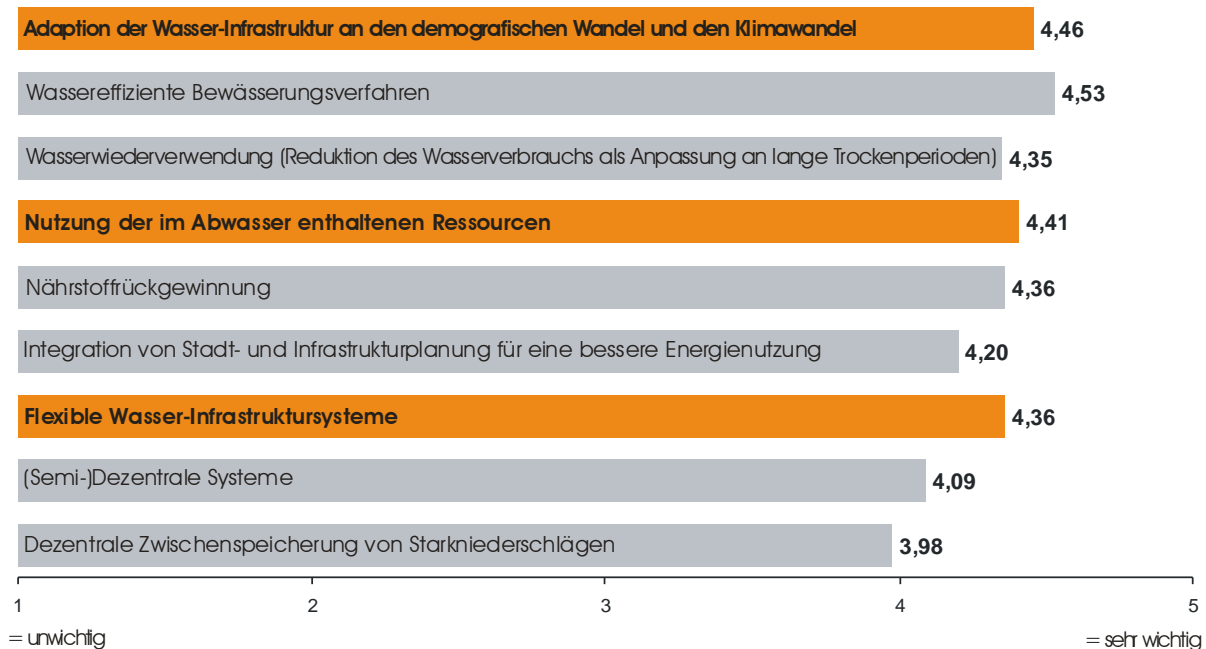 Adaption der Wasser-Infrastruktur an den demografischen Wandel und den Klimawandel 4,46
Wassereffiziente Bewässerungsverfahren 4,53
Wasserwiederverwendung (Reduktion des Wasserverbrauchs als Anpassung an lange Trockenperioden) 4,35
Nutzung der im Abwasser enthaltenen Ressourcen 4,41
Nährstoffrückgewinnung 4,36
Integration von Stadt- und Infrastrukturplanung für eine bessere Energienutzung 4,20
Flexible Wasser-Infrastruktursysteme 4,36
(Semi-)Dezentrale Systeme 4,09
Dezentrale Zwischenspeicherung von Starkniederschlägen 3,98
1 2 3 4 5
= unwichtig = sehr wichtig